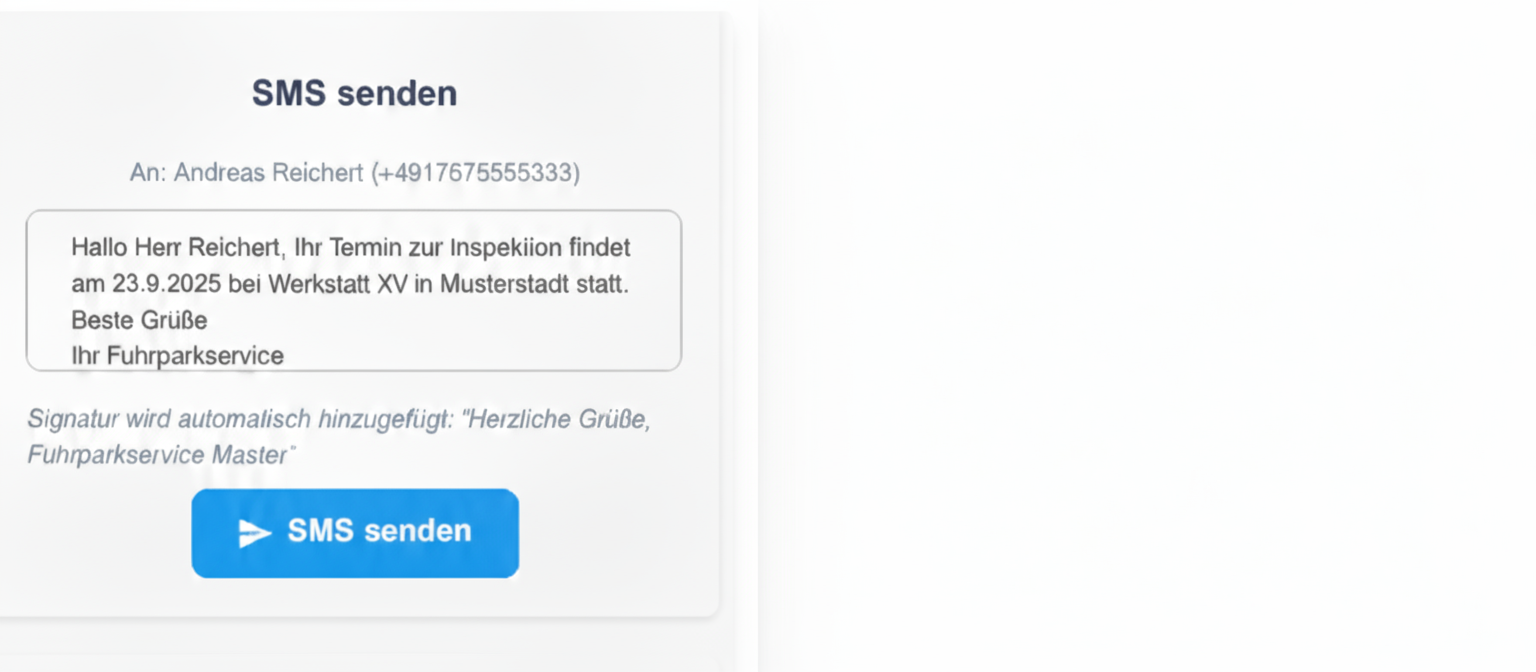 SMS senden
An: Andreas Reichert (+4917675555333)
Hallo Herr Reichert, Ihr Termin zur Inspekiion findet
am 23.9.2025 bei Werkstatt XV in Musterstadt statt.
Beste Grüße
Ihr Fuhrparkservice
Signatur wird automalisch hinzugefügt: "Herzliche Grüße,
Fuhrparkservice Master"
SMS senden